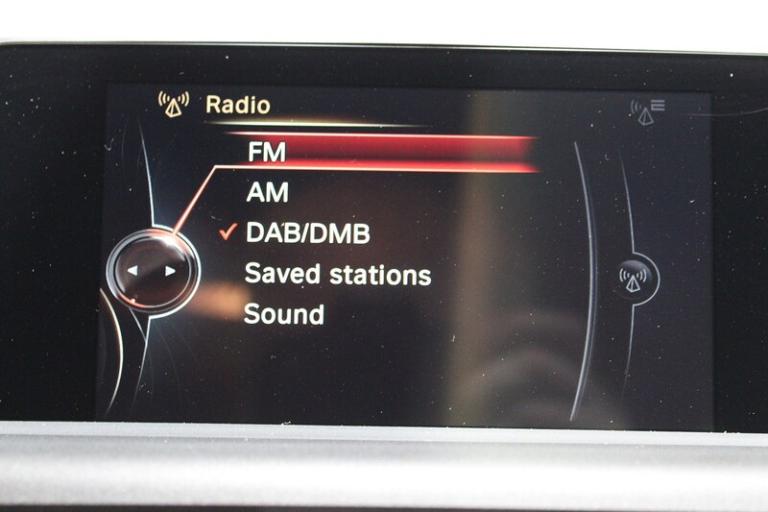 Radio
FM
AM
DAB/DMB
Saved stations
Sound